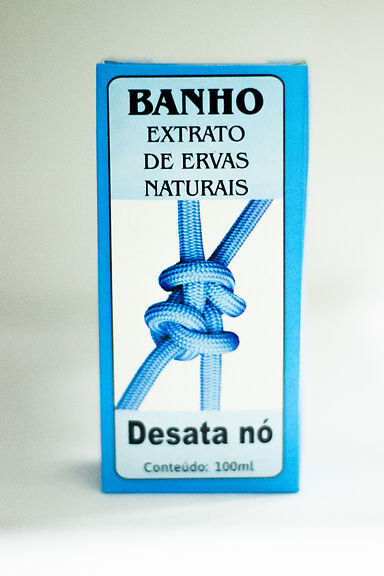 BANHO
EXTRATO
DE ERVAS
NATURAIS
Desata nó
Conteúdo: 100ml